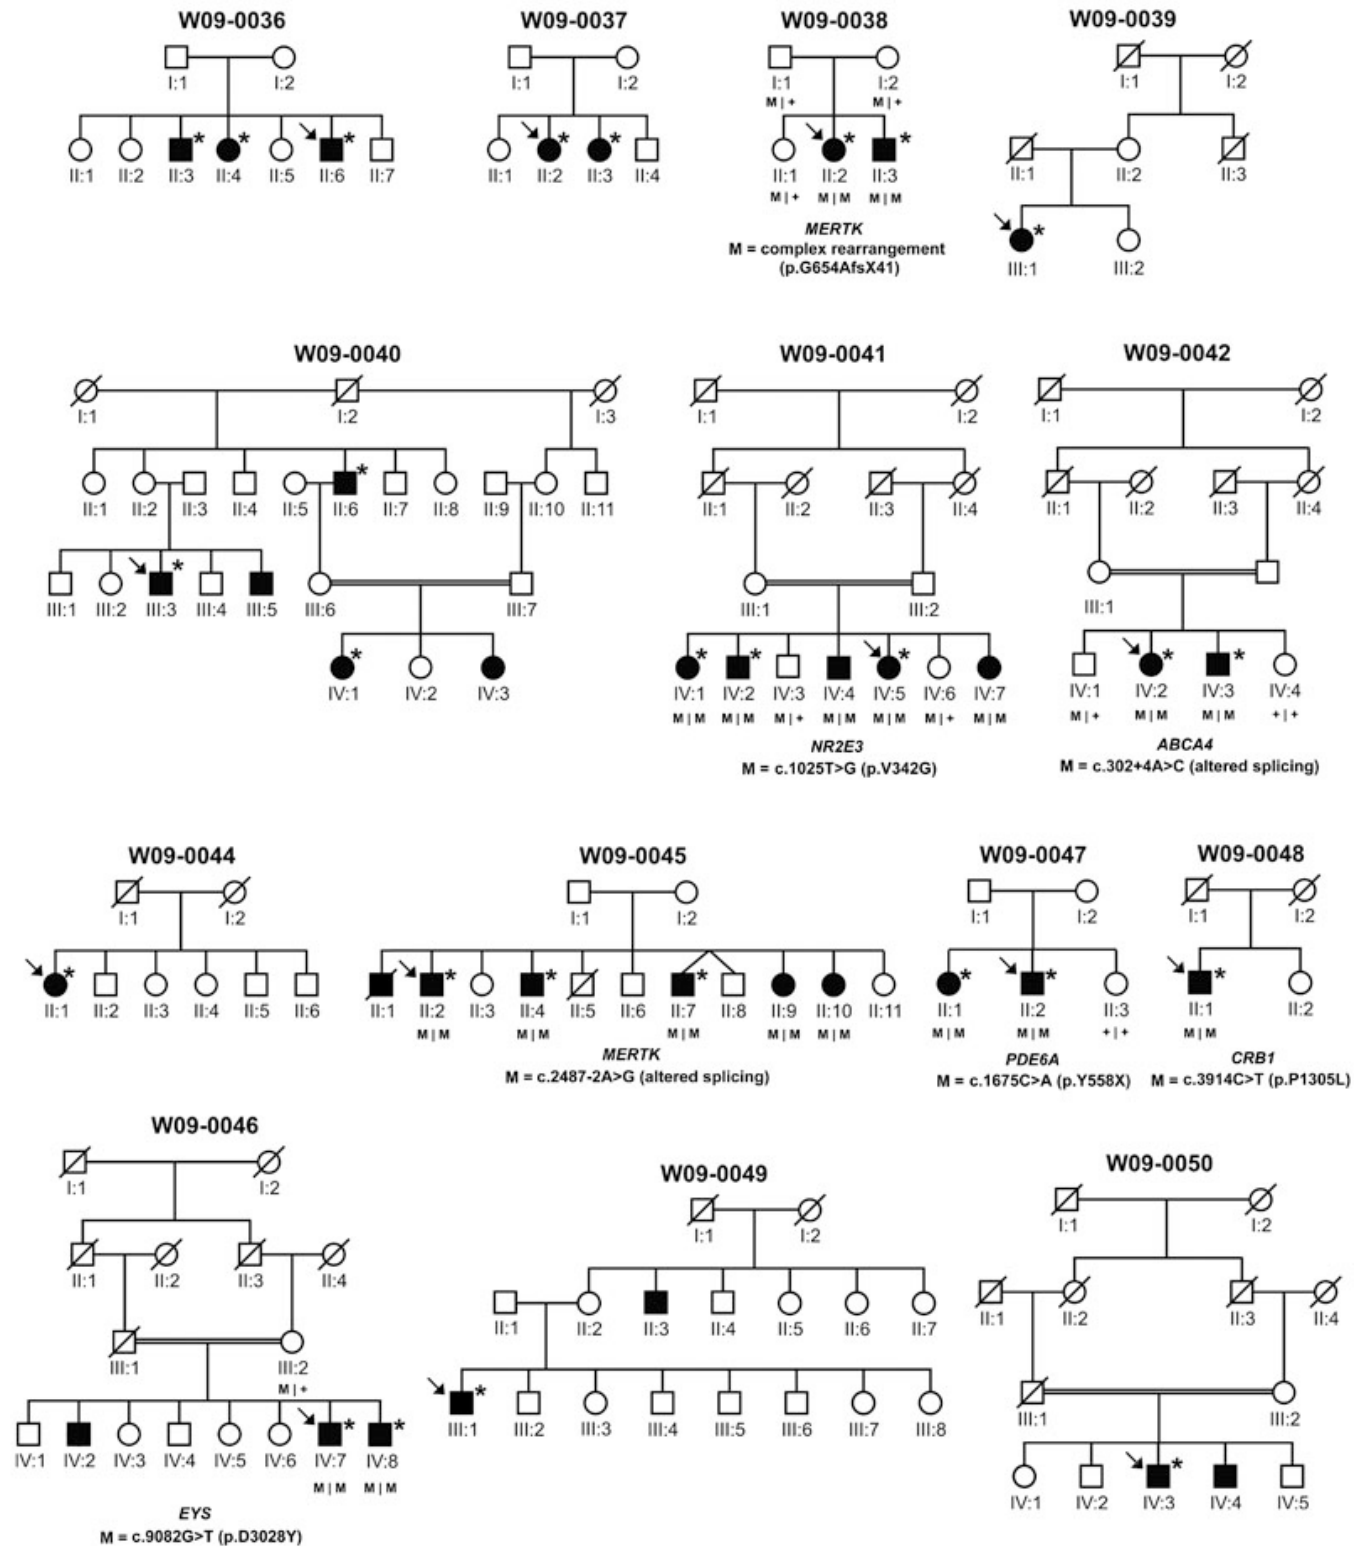 W09-0036
I:1 I:2
* * *
II:1 II:2 II:3 II:4 II:5 II:6 II:7
W09-0037
I:1 I:2
* *
II:1 II:2 II:3 II:4
W09-0038
I:1 I:2
M | + M | +
* *
II:1 II:2 II:3
M | + M | M M | M
MERTK
M = complex rearrangement
(p.G654AfsX41)
W09-0039
I:1 I:2
II:1 II:2 II:3
*
III:1 III:2
W09-0040
I:1 I:2 I:3
*
II:1 II:2 II:3 II:4 II:5 II:6 II:7 II:8 II:9 II:10 II:11
*
III:1 III:2 III:3 III:4 III:5 III:6 III:7
*
IV:1 IV:2 IV:3
W09-0041
I:1 I:2
II:1 II:2 II:3 II:4
III:1 III:2
* * *
IV:1 IV:2 IV:3 IV:4 IV:5 IV:6 IV:7
M | M M | M M | + M | M M | M M | + M | M
NR2E3
M = c.1025T>G (p.V342G)
W09-0042
I:1 I:2
II:1 II:2 II:3 II:4
III:1
* *
IV:1 IV:2 IV:3 IV:4
M | + M | M M | M + | +
ABCA4
M = c.302+4A>C (altered splicing)
W09-0044
I:1 I:2
*
II:1 II:2 II:3 II:4 II:5 II:6
W09-0045
I:1 I:2
* * *
II:1 II:2 II:3 II:4 II:5 II:6 II:7 II:8 II:9 II:10 II:11
M | M M | M M | M M | M M | M
MERTK
M = c.2487-2A>G (altered splicing)
W09-0047
I:1 I:2
* *
II:1 II:2 II:3
M | M M | M + | +
PDE6A
M = c.1675C>A (p.Y558X)
W09-0048
I:1 I:2
*
II:1 II:2
M | M
CRB1
M = c.3914C>T (p.P1305L)
W09-0046
I:1 I:2
II:1 II:2 II:3 II:4
III:1 III:2
M | +
* *
IV:1 IV:2 IV:3 IV:4 IV:5 IV:6 IV:7 IV:8
M | M M | M
EYS
M = c.9082G>T (p.D3028Y)
W09-0049
I:1 I:2
II:1 II:2 II:3 II:4 II:5 II:6 II:7
*
III:1 III:2 III:3 III:4 III:5 III:6 III:7 III:8
W09-0050
I:1 I:2
II:1 II:2 II:3 II:4
III:1 III:2
*
IV:1 IV:2 IV:3 IV:4 IV:5